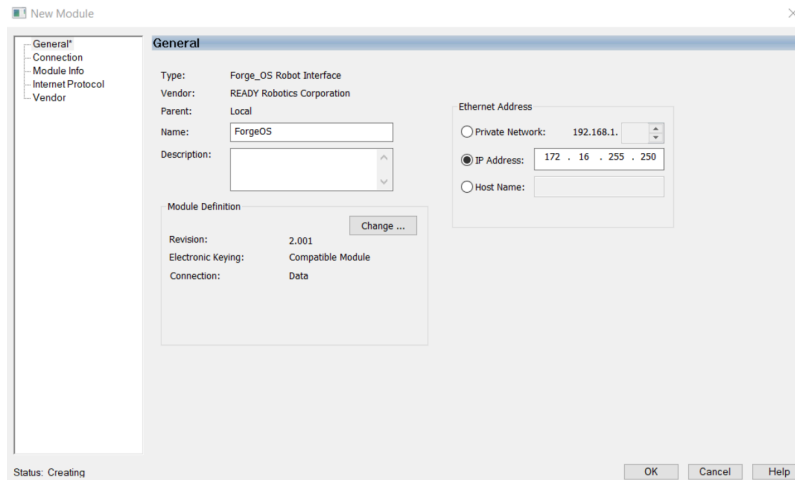 New Module
General*
Connection
Module Info
Internet Protocol
Vendor
General
Type: Forge_OS Robot Interface
Vendor: READY Robotics Corporation
Parent: Local
Name: ForgeOS
Description:
Module Definition
Change ...
Revision: 2.001
Electronic Keying: Compatible Module
Connection: Data
Ethernet Address
Private Network: 192.168.1.
IP Address: 172 . 16 . 255 . 250
Host Name:
Status: Creating
OK Cancel Help